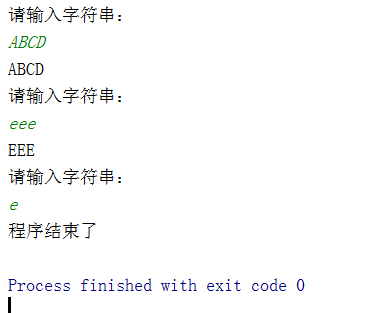 请输入字符串：
ABCD
ABCD
请输入字符串：
eee
EEE
请输入字符串：
e
程序结束了
Process finished with exit code 0